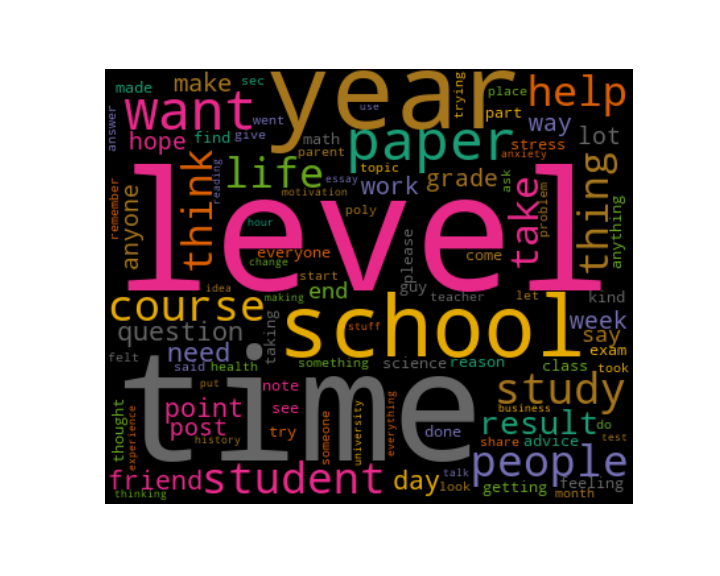 made make sec year trying place help
answer want went use part way
hope find give math paper stress lot
parent anxiety
think reading life topic work grade ask
essay motivation
remember anyone level take problem thing anything
hour poly
everyone please come
change guy
idea start
making end teacher let kind
course school week
question taking stuff say
felt need something science reason exam
said health class took
time put note study
point see business
thought post try someone university everything done result do
experience history share advice test
friend student day talk people
look getting feeling
thinking month